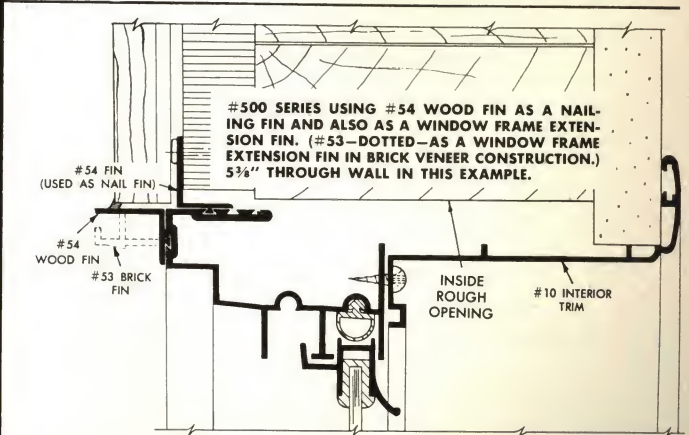 #500 SERIES USING #54 WOOD FIN AS A NAIL-
ING FIN AND ALSO AS A WINDOW FRAME EXTEN-
SION FIN. (#53—DOTTED—AS A WINDOW FRAME
EXTENSION FIN IN BRICK VENEER CONSTRUCTION.)
5⅜" THROUGH WALL IN THIS EXAMPLE.
#54 FIN
(USED AS NAIL FIN)
#54
WOOD FIN
#53 BRICK
FIN
INSIDE
ROUGH
OPENING
#10 INTERIOR
TRIM